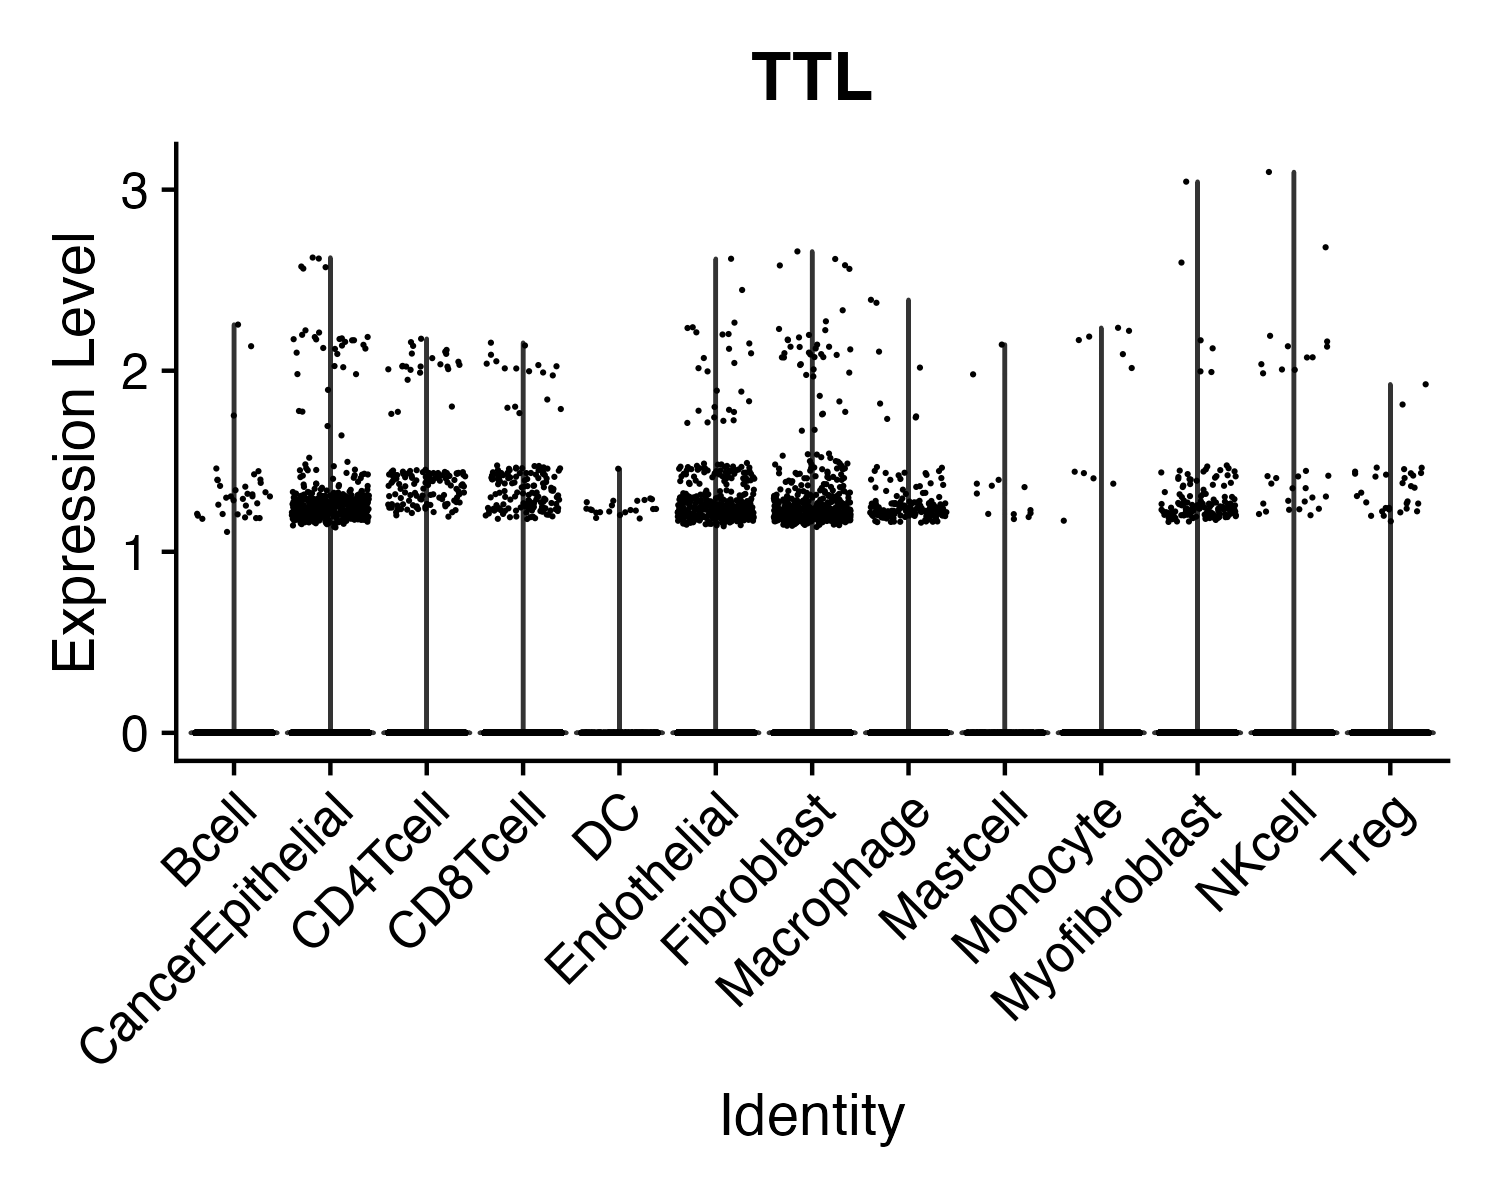 TTL
Expression Level
3
2
1
0
Bcell
CancerEpithelial
CD4Tcell
CD8Tcell
DC
Endothelial
Fibroblast
Macrophage
Mastcell
Monocyte
Myofibroblast
NKcell
Treg
Identity